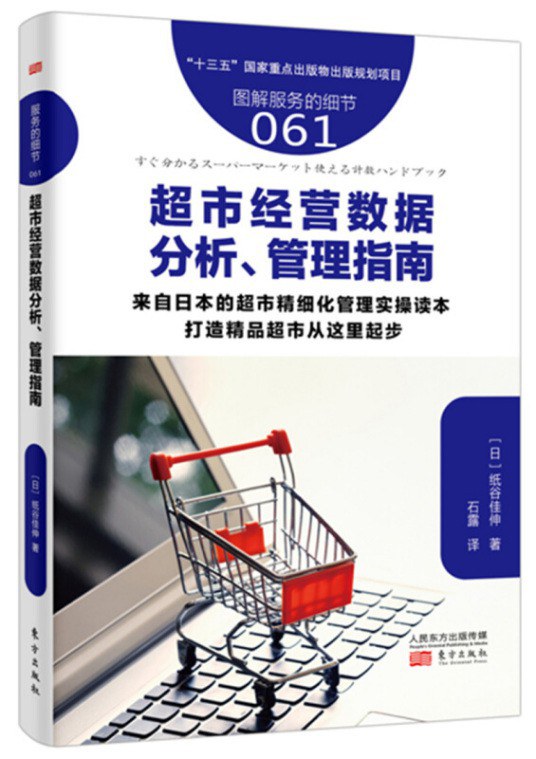 服务的细节
061
超市经营数据分析、管理指南
［日］纸谷佳伸 著
东方出版社
“十三五”国家重点出版物出版规划项目
图解服务的细节
061
すぐ分かるスーパーマーケット使える計数ハンドブック
超市经营数据
分析、管理指南
来自日本的超市精细化管理实操读本
打造精品超市从这里起步
［日］纸谷佳伸 著
石露 译
人民东方出版传媒
People's Oriental Publishing & Media
东方出版社
The Oriental Press